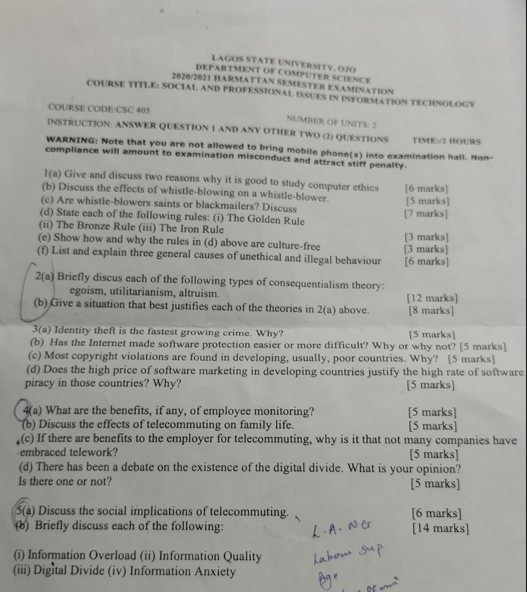 LAGOS STATE UNIVERSITY, OJO
DEPARTMENT OF COMPUTER SCIENCE
2020/2021 HARMATTAN SEMESTER EXAMINATION
COURSE TITLE: SOCIAL AND PROFESSIONAL ISSUES IN INFORMATION TECHNOLOGY
COURSE CODE:CSC 405 NUMBER OF UNITS: 2
INSTRUCTION: ANSWER QUESTION 1 AND ANY OTHER TWO (2) QUESTIONS TIME:2 HOURS
WARNING: Note that you are not allowed to bring mobile phone(s) into examination hall. Non-
compliance will amount to examination misconduct and attract stiff penalty.
1(a) Give and discuss two reasons why it is good to study computer ethics [6 marks]
(b) Discuss the effects of whistle-blowing on a whistle-blower. [5 marks]
(c) Are whistle-blowers saints or blackmailers? Discuss [7 marks]
(d) State each of the following rules: (i) The Golden Rule
(ii) The Bronze Rule (iii) The Iron Rule [3 marks]
(e) Show how and why the rules in (d) above are culture-free [3 marks]
(f) List and explain three general causes of unethical and illegal behaviour [6 marks]
2(a) Briefly discus each of the following types of consequentialism theory:
egoism, utilitarianism, altruism. [12 marks]
(b) Give a situation that best justifies each of the theories in 2(a) above. [8 marks]
3(a) Identity theft is the fastest growing crime. Why? [5 marks]
(b) Has the Internet made software protection easier or more difficult? Why or why not? [5 marks]
(c) Most copyright violations are found in developing, usually, poor countries. Why? [5 marks]
(d) Does the high price of software marketing in developing countries justify the high rate of software
piracy in those countries? Why? [5 marks]
4(a) What are the benefits, if any, of employee monitoring? [5 marks]
(b) Discuss the effects of telecommuting on family life. [5 marks]
(c) If there are benefits to the employer for telecommuting, why is it that not many companies have
embraced telework? [5 marks]
(d) There has been a debate on the existence of the digital divide. What is your opinion?
Is there one or not? [5 marks]
5(a) Discuss the social implications of telecommuting. [6 marks]
(b) Briefly discuss each of the following: [14 marks]
L.A.
(i) Information Overload (ii) Information Quality
sup
(iii) Digital Divide (iv) Information Anxiety
Age